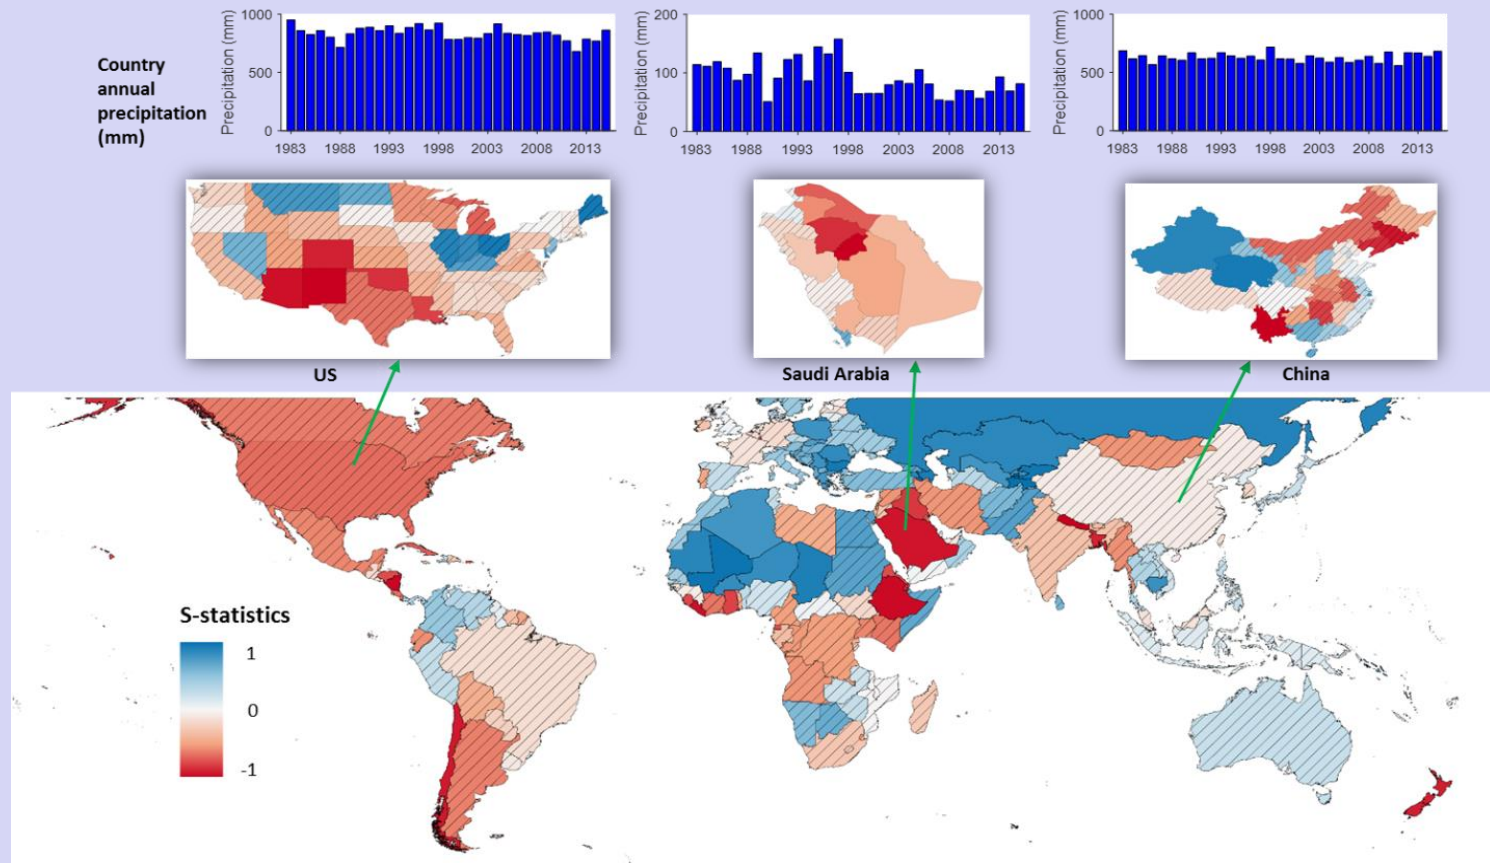 Country
annual
precipitation
(mm)
Precipitation (mm)
1000
500
0
1983 1988 1993 1998 2003 2008 2013
Precipitation (mm)
200
100
0
1983 1988 1993 1998 2003 2008 2013
Precipitation (mm)
1000
500
0
1983 1988 1993 1998 2003 2008 2013
US
Saudi Arabia
China
S-statistics
1
0
-1